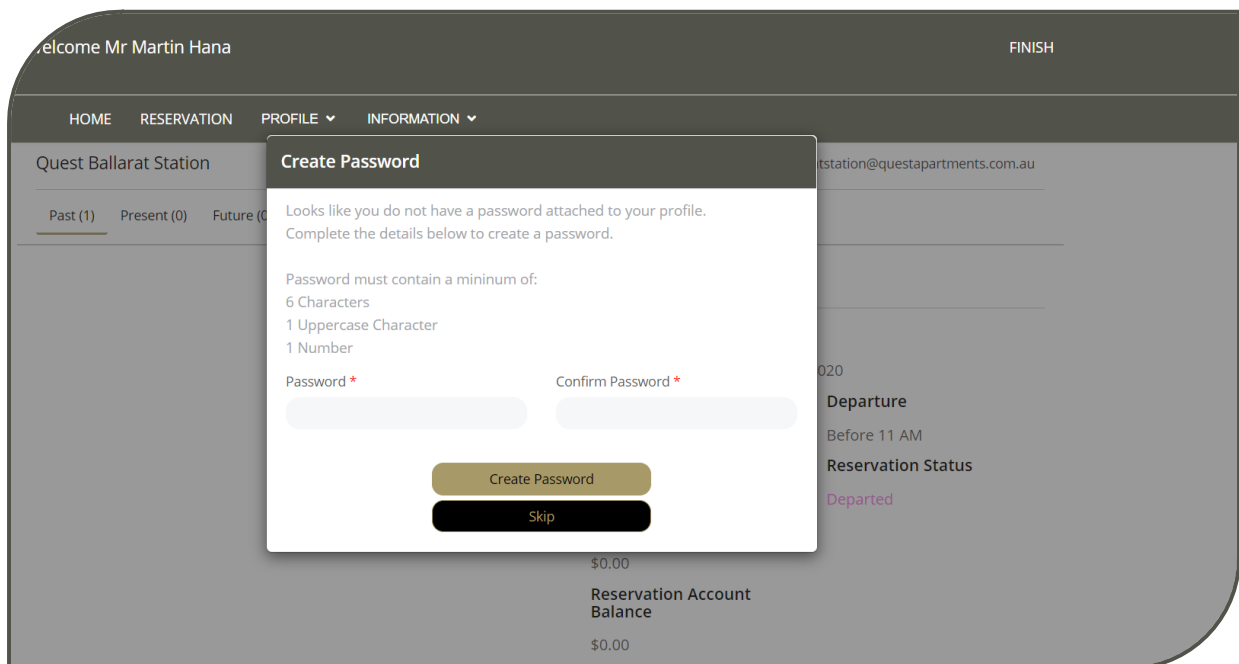 elcome Mr Martin Hana
FINISH
HOME RESERVATION PROFILE INFORMATION
Quest Ballarat Station
tstation@questapartments.com.au
Past (1) Present (0) Future (0
Create Password
Looks like you do not have a password attached to your profile.
Complete the details below to create a password.
Password must contain a mininum of:
6 Characters
1 Uppercase Character
1 Number
Password * Confirm Password *
Create Password
Skip
020
Departure
Before 11 AM
Reservation Status
Departed
$0.00
Reservation Account
Balance
$0.00